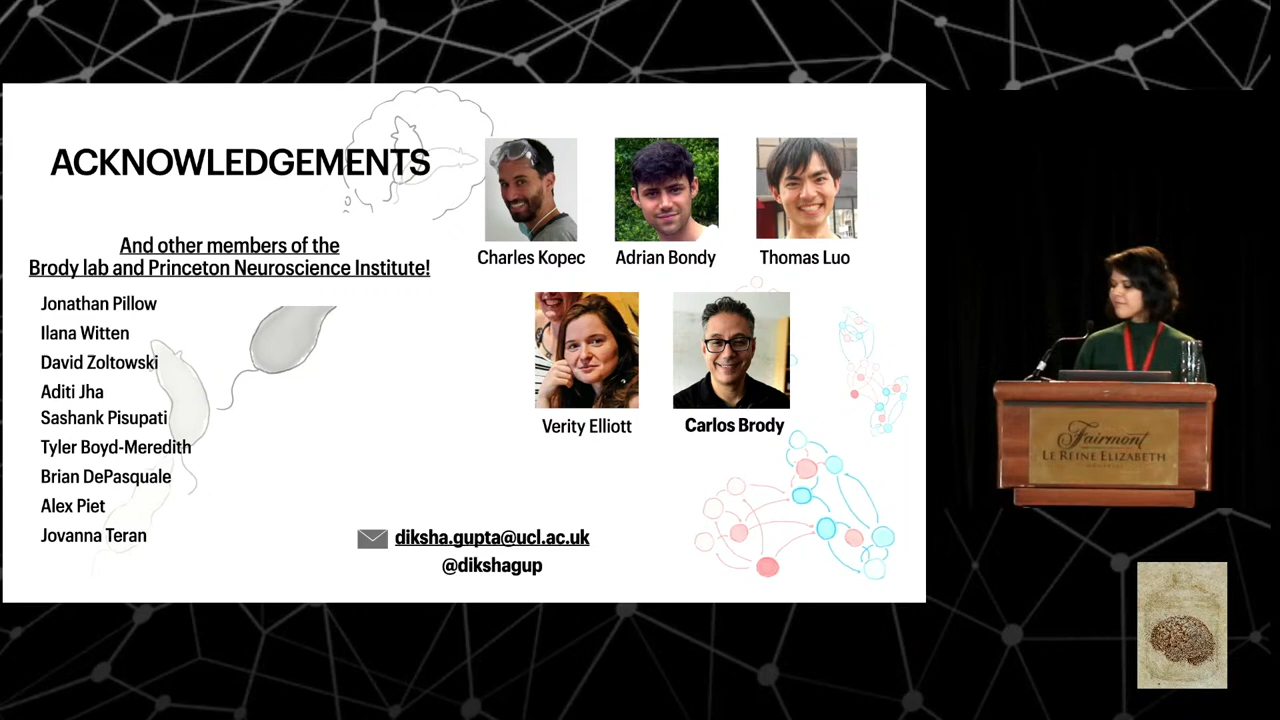 ACKNOWLEDGEMENTS
And other members of the
Brody lab and Princeton Neuroscience Institute!
Jonathan Pillow
Ilana Witten
David Zoltowski
Aditi Jha
Sashank Pisupati
Tyler Boyd-Meredith
Brian DePasquale
Alex Piet
Jovanna Teran
Charles Kopec
Adrian Bondy
Thomas Luo
Verity Elliott
Carlos Brody
diksha.gupta@ucl.ac.uk
@dikshagup
Fairmont
LE REINE ELIZABETH